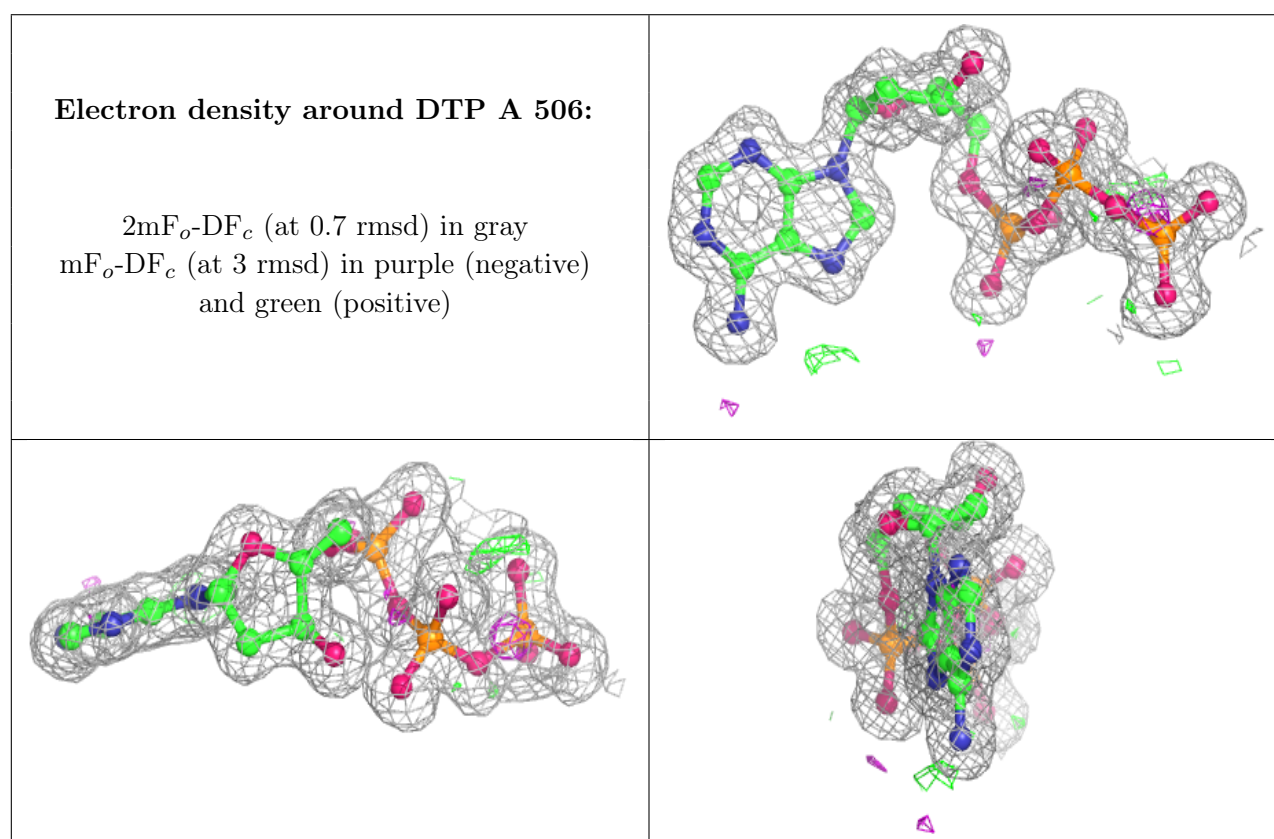 Electron density around DTP A 506:
2mFo-DFc (at 0.7 rmsd) in gray
mFo-DFc (at 3 rmsd) in purple (negative)
and green (positive)